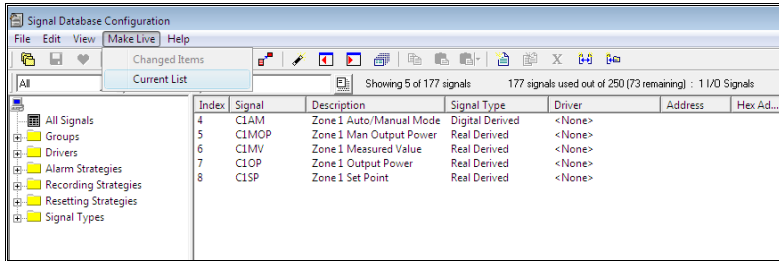 Signal Database Configuration
File Edit View Make Live Help
Changed Items
Current List
All
Showing 5 of 177 signals 177 signals used out of 250 (73 remaining) : 1 I/O Signals
Index Signal Description Signal Type Driver Address Hex Ad...
All Signals
Groups
Drivers
Alarm Strategies
Recording Strategies
Resetting Strategies
Signal Types
4 C1AM Zone 1 Auto/Manual Mode Digital Derived <None>
5 C1MOP Zone 1 Man Output Power Real Derived <None>
6 C1MV Zone 1 Measured Value Real Derived <None>
7 C1OP Zone 1 Output Power Real Derived <None>
8 C1SP Zone 1 Set Point Real Derived <None>